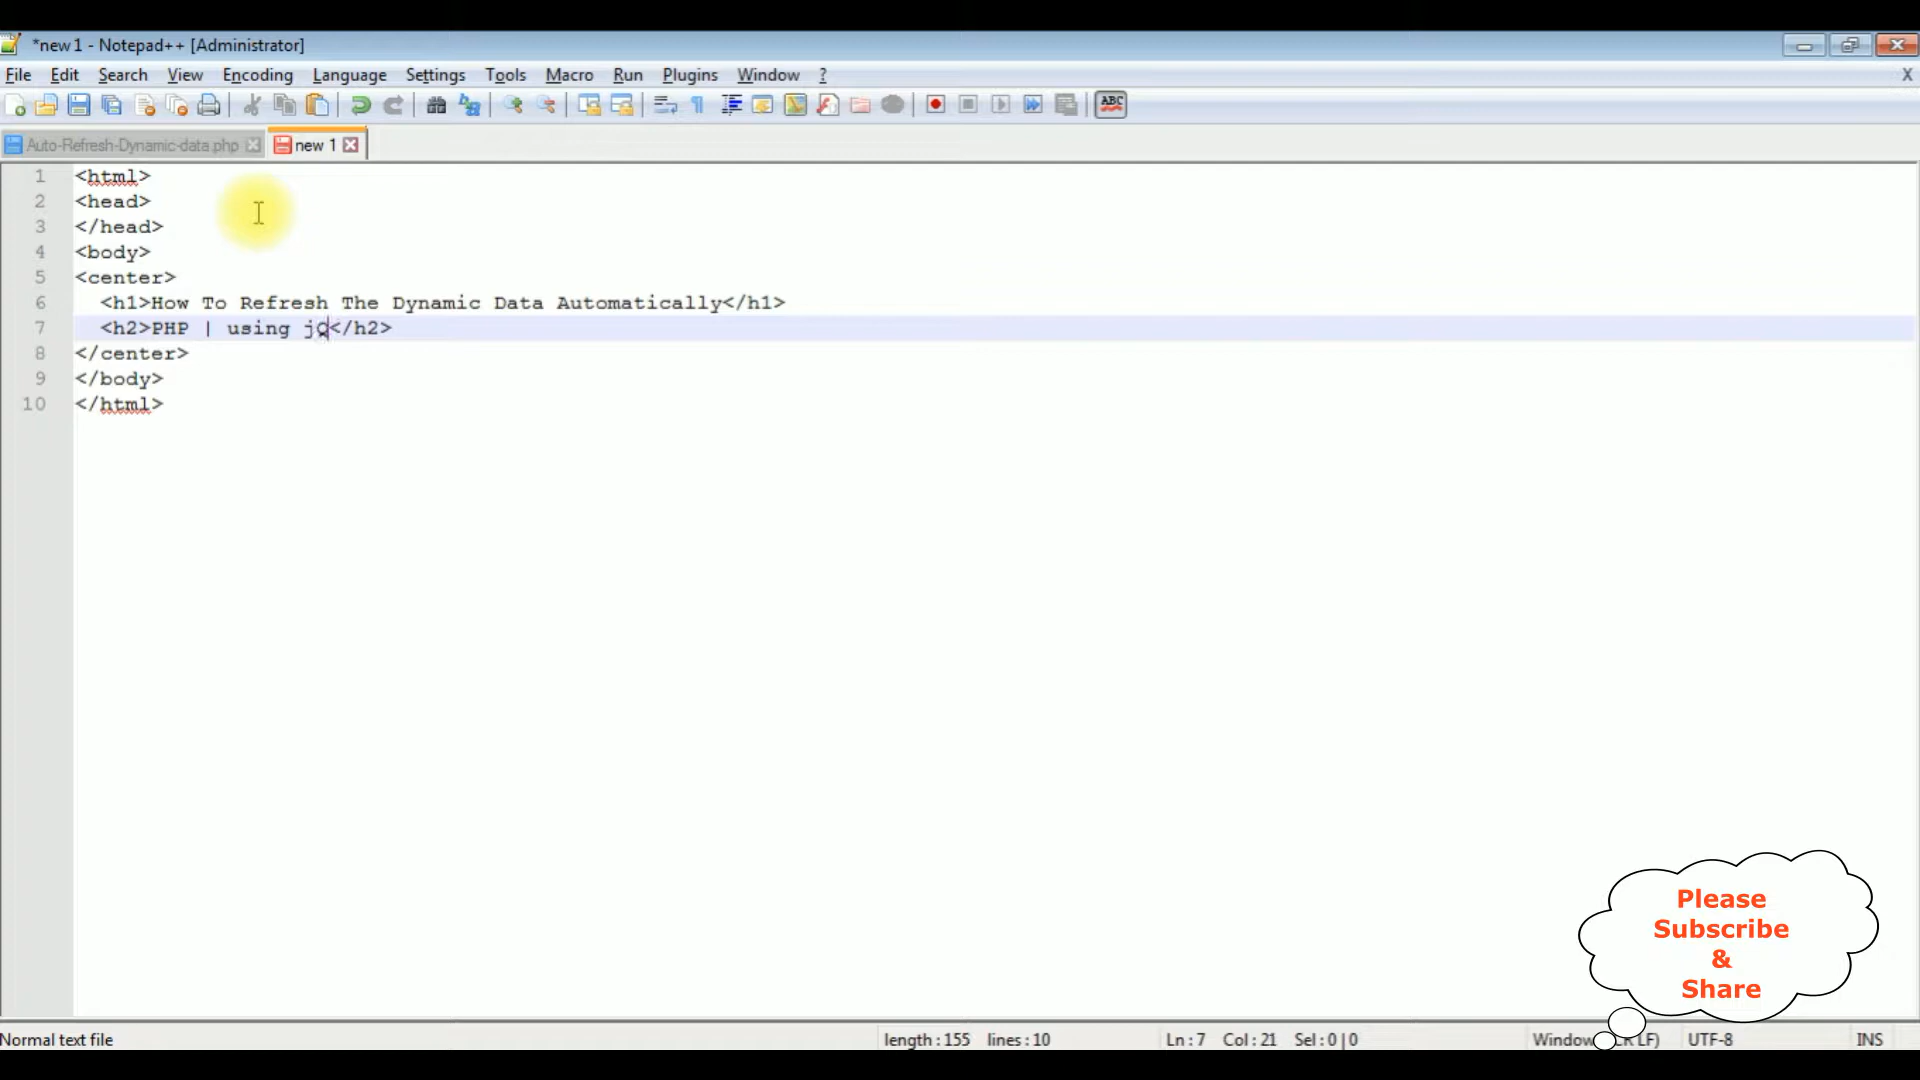 *new 1 - Notepad++ [Administrator]
File Edit Search View Encoding Language Settings Tools Macro Run Plugins Window ? X
ABC
Auto-Refresh-Dynamic-data.php new 1
1 <html>
2 <head>
3 </head>
4 <body>
5 <center>
6 <h1>How To Refresh The Dynamic Data Automatically</h1>
7 <h2>PHP | using jQ</h2>
8 </center>
9 </body>
10 </html>
Please
Subscribe
&
Share
Normal text file length : 155 lines : 10 Ln : 7 Col : 21 Sel : 0 | 0 Window LF) UTF-8 INS